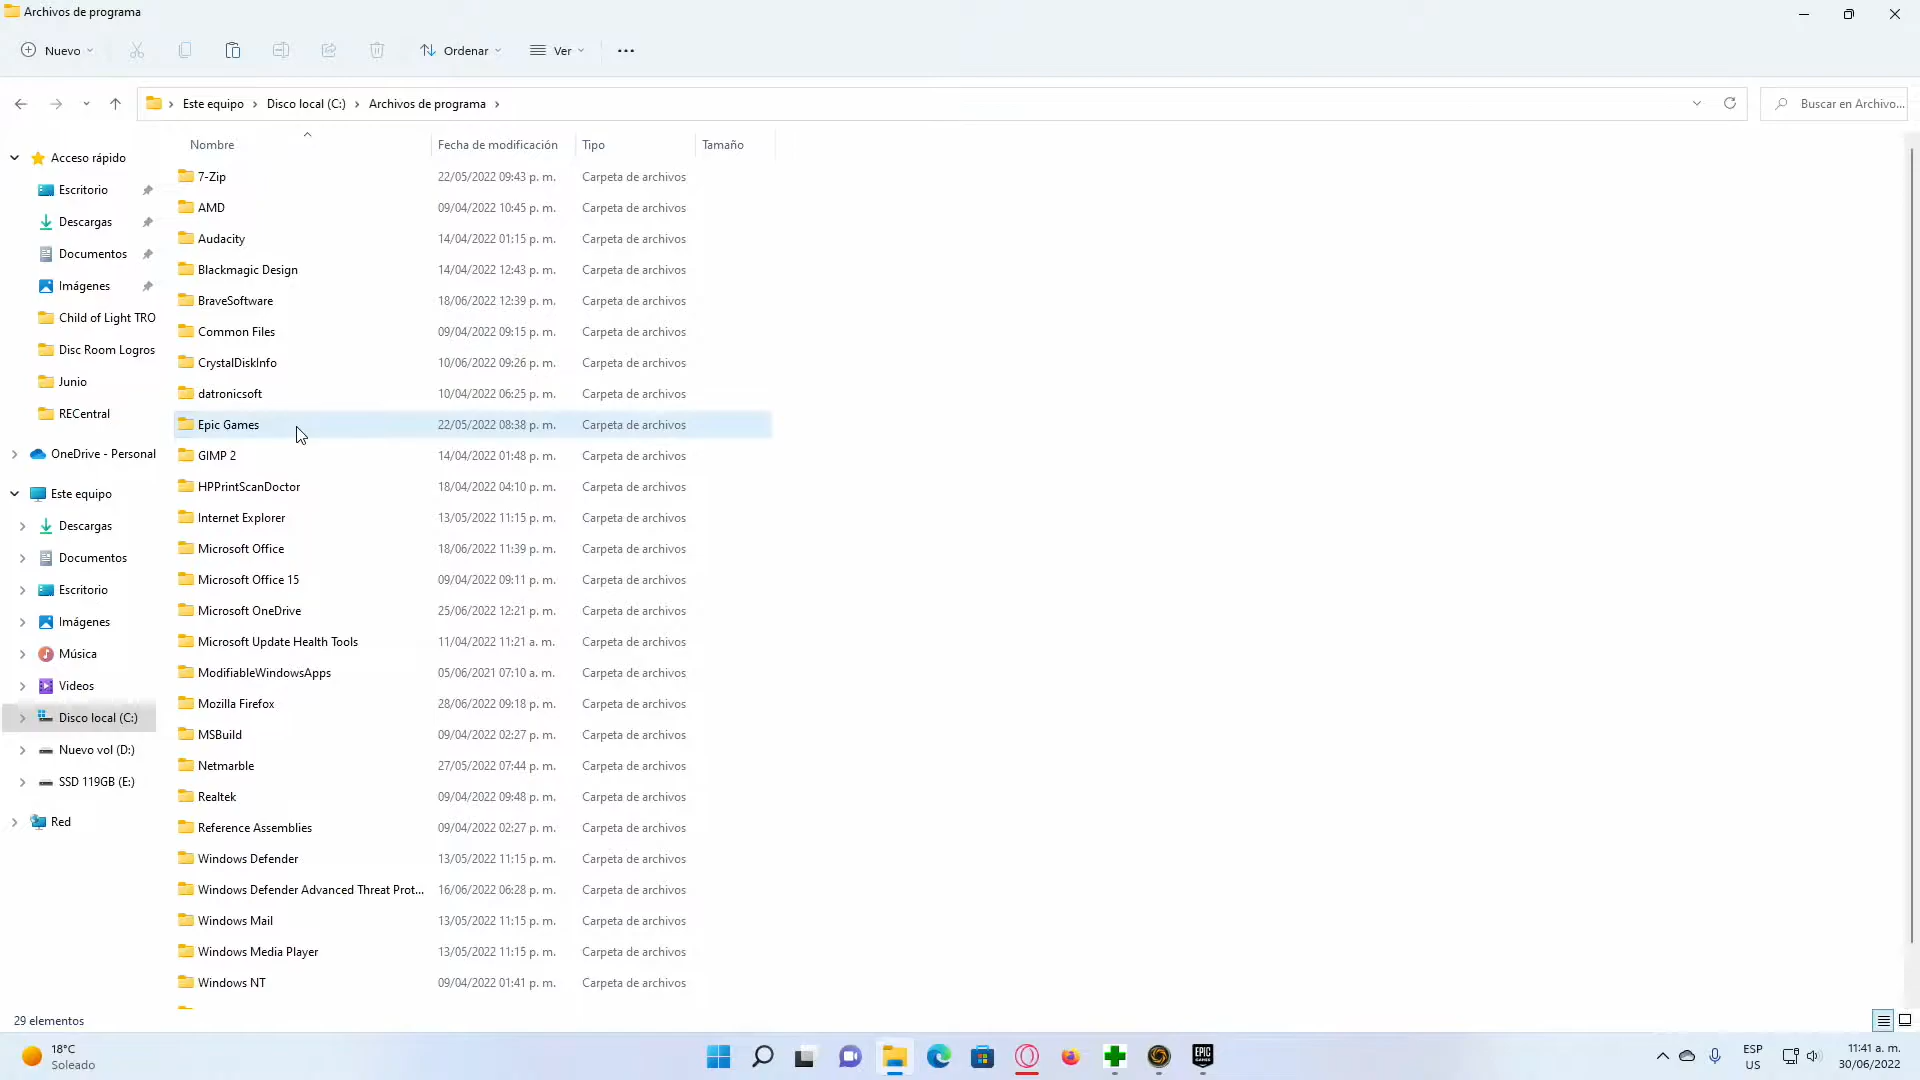 Archivos de programa
Nuevo Ordenar Ver
Este equipo Disco local (C:) Archivos de programa Buscar en Archivo...
Nombre Fecha de modificación Tipo Tamaño
Acceso rápido
Escritorio
Descargas
Documentos
Imágenes
Child of Light TRO
Disc Room Logros
Junio
RECentral
OneDrive - Personal
Este equipo
Descargas
Documentos
Escritorio
Imágenes
Música
Videos
Disco local (C:)
Nuevo vol (D:)
SSD 119GB (E:)
Red
7-Zip 22/05/2022 09:43 p. m. Carpeta de archivos
AMD 09/04/2022 10:45 p. m. Carpeta de archivos
Audacity 14/04/2022 01:15 p. m. Carpeta de archivos
Blackmagic Design 14/04/2022 12:43 p. m. Carpeta de archivos
BraveSoftware 18/06/2022 12:39 p. m. Carpeta de archivos
Common Files 09/04/2022 09:15 p. m. Carpeta de archivos
CrystalDiskInfo 10/06/2022 09:26 p. m. Carpeta de archivos
datronicsoft 10/04/2022 06:25 p. m. Carpeta de archivos
Epic Games 22/05/2022 08:38 p. m. Carpeta de archivos
GIMP 2 14/04/2022 01:48 p. m. Carpeta de archivos
HPPrintScanDoctor 18/04/2022 04:10 p. m. Carpeta de archivos
Internet Explorer 13/05/2022 11:15 p. m. Carpeta de archivos
Microsoft Office 18/06/2022 11:39 p. m. Carpeta de archivos
Microsoft Office 15 09/04/2022 09:11 p. m. Carpeta de archivos
Microsoft OneDrive 25/06/2022 12:21 p. m. Carpeta de archivos
Microsoft Update Health Tools 11/04/2022 11:21 a. m. Carpeta de archivos
ModifiableWindowsApps 05/06/2021 07:10 a. m. Carpeta de archivos
Mozilla Firefox 28/06/2022 09:18 p. m. Carpeta de archivos
MSBuild 09/04/2022 02:27 p. m. Carpeta de archivos
Netmarble 27/05/2022 07:44 p. m. Carpeta de archivos
Realtek 09/04/2022 09:48 p. m. Carpeta de archivos
Reference Assemblies 09/04/2022 02:27 p. m. Carpeta de archivos
Windows Defender 13/05/2022 11:15 p. m. Carpeta de archivos
Windows Defender Advanced Threat Prot... 16/06/2022 06:28 p. m. Carpeta de archivos
Windows Mail 13/05/2022 11:15 p. m. Carpeta de archivos
Windows Media Player 13/05/2022 11:15 p. m. Carpeta de archivos
Windows NT 09/04/2022 01:41 p. m. Carpeta de archivos
29 elementos
18°C
Soleado
EPIC
GAMES
ESP
US
11:41 a. m.
30/06/2022